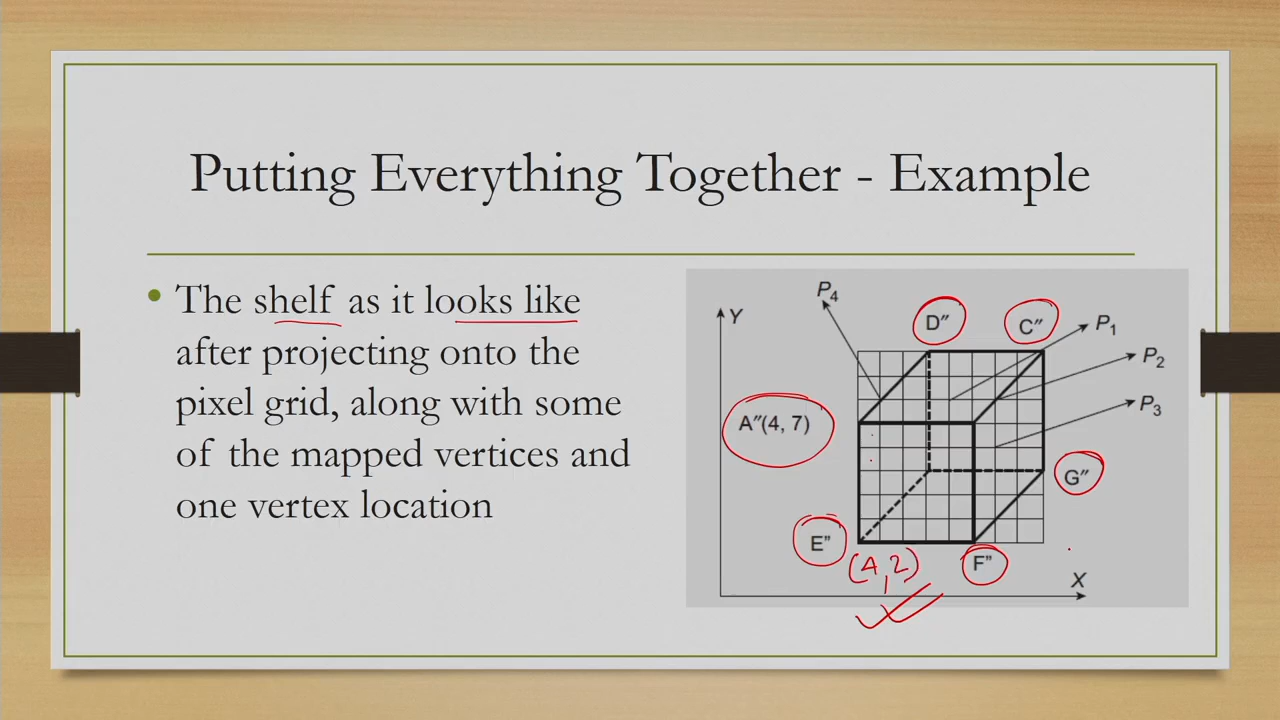 Putting Everything Together - Example
• The shelf as it looks like
after projecting onto the
pixel grid, along with some
of the mapped vertices and
one vertex location
P4
Y
D″
C″
P1
P2
P3
A″(4, 7)
G″
E”
(4,2)
F”
X